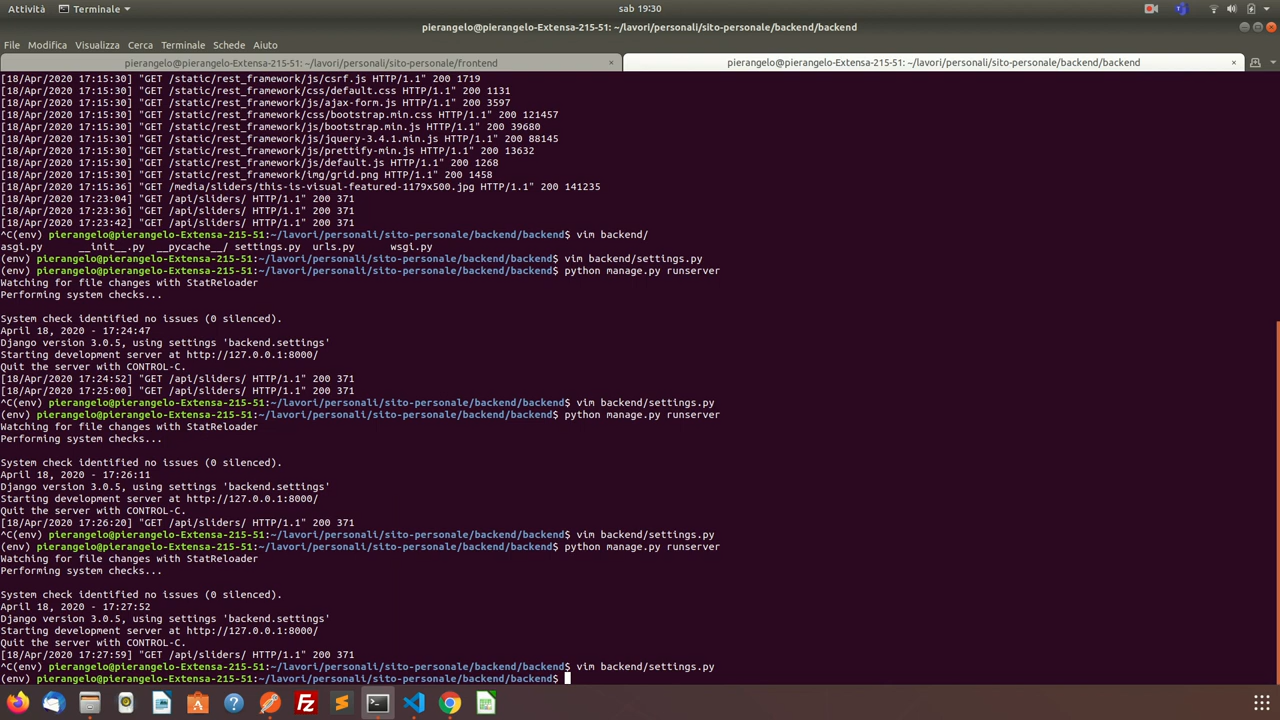 Attività Terminale sab 19:30
pierangelo@pierangelo-Extensa-215-51: ~/lavori/personali/sito-personale/backend/backend
File Modifica Visualizza Cerca Terminale Schede Aiuto
pierangelo@pierangelo-Extensa-215-51: ~/lavori/personali/sito-personale/frontend × pierangelo@pierangelo-Extensa-215-51: ~/lavori/personali/sito-personale/backend/backend ×
[18/Apr/2020 17:15:30] "GET /static/rest_framework/js/csrf.js HTTP/1.1" 200 1719
[18/Apr/2020 17:15:30] "GET /static/rest_framework/css/default.css HTTP/1.1" 200 1131
[18/Apr/2020 17:15:30] "GET /static/rest_framework/js/ajax-form.js HTTP/1.1" 200 3597
[18/Apr/2020 17:15:30] "GET /static/rest_framework/css/bootstrap.min.css HTTP/1.1" 200 121457
[18/Apr/2020 17:15:30] "GET /static/rest_framework/js/bootstrap.min.js HTTP/1.1" 200 39680
[18/Apr/2020 17:15:30] "GET /static/rest_framework/js/jquery-3.4.1.min.js HTTP/1.1" 200 88145
[18/Apr/2020 17:15:30] "GET /static/rest_framework/js/prettify-min.js HTTP/1.1" 200 13632
[18/Apr/2020 17:15:30] "GET /static/rest_framework/js/default.js HTTP/1.1" 200 1268
[18/Apr/2020 17:15:30] "GET /static/rest_framework/img/grid.png HTTP/1.1" 200 1458
[18/Apr/2020 17:15:36] "GET /media/sliders/this-is-visual-featured-1179x500.jpg HTTP/1.1" 200 141235
[18/Apr/2020 17:23:04] "GET /api/sliders/ HTTP/1.1" 200 371
[18/Apr/2020 17:23:36] "GET /api/sliders/ HTTP/1.1" 200 371
[18/Apr/2020 17:23:42] "GET /api/sliders/ HTTP/1.1" 200 371
^C(env) pierangelo@pierangelo-Extensa-215-51:~/lavori/personali/sito-personale/backend/backend$ vim backend/
asgi.py __init__.py __pycache__/ settings.py urls.py wsgi.py
(env) pierangelo@pierangelo-Extensa-215-51:~/lavori/personali/sito-personale/backend/backend$ vim backend/settings.py
(env) pierangelo@pierangelo-Extensa-215-51:~/lavori/personali/sito-personale/backend/backend$ python manage.py runserver
Watching for file changes with StatReloader
Performing system checks...
System check identified no issues (0 silenced).
April 18, 2020 - 17:24:47
Django version 3.0.5, using settings 'backend.settings'
Starting development server at http://127.0.0.1:8000/
Quit the server with CONTROL-C.
[18/Apr/2020 17:24:52] "GET /api/sliders/ HTTP/1.1" 200 371
[18/Apr/2020 17:25:00] "GET /api/sliders/ HTTP/1.1" 200 371
^C(env) pierangelo@pierangelo-Extensa-215-51:~/lavori/personali/sito-personale/backend/backend$ vim backend/settings.py
(env) pierangelo@pierangelo-Extensa-215-51:~/lavori/personali/sito-personale/backend/backend$ python manage.py runserver
Watching for file changes with StatReloader
Performing system checks...
System check identified no issues (0 silenced).
April 18, 2020 - 17:26:11
Django version 3.0.5, using settings 'backend.settings'
Starting development server at http://127.0.0.1:8000/
Quit the server with CONTROL-C.
[18/Apr/2020 17:26:20] "GET /api/sliders/ HTTP/1.1" 200 371
^C(env) pierangelo@pierangelo-Extensa-215-51:~/lavori/personali/sito-personale/backend/backend$ vim backend/settings.py
(env) pierangelo@pierangelo-Extensa-215-51:~/lavori/personali/sito-personale/backend/backend$ python manage.py runserver
Watching for file changes with StatReloader
Performing system checks...
System check identified no issues (0 silenced).
April 18, 2020 - 17:27:52
Django version 3.0.5, using settings 'backend.settings'
Starting development server at http://127.0.0.1:8000/
Quit the server with CONTROL-C.
[18/Apr/2020 17:27:59] "GET /api/sliders/ HTTP/1.1" 200 371
^C(env) pierangelo@pierangelo-Extensa-215-51:~/lavori/personali/sito-personale/backend/backend$ vim backend/settings.py
(env) pierangelo@pierangelo-Extensa-215-51:~/lavori/personali/sito-personale/backend/backend$